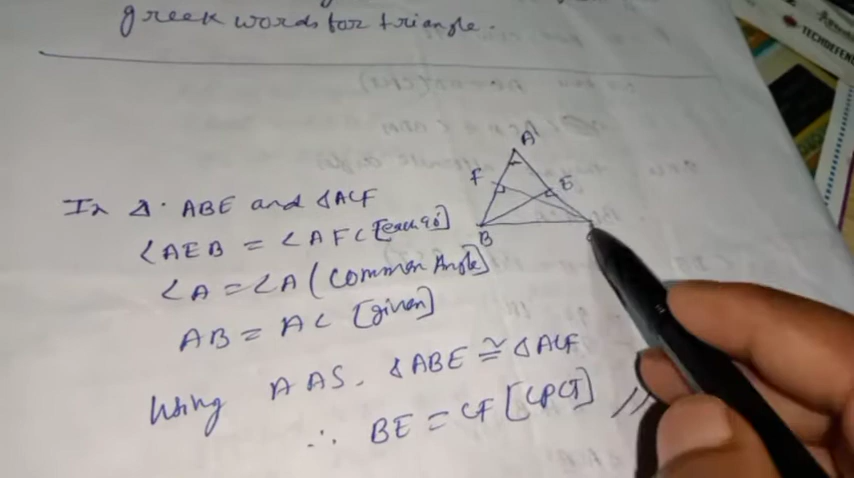 greek words for triangle.
In Δ. ABE and ΔACF
∠AEB = ∠AFC [each 90°]
∠A = ∠A (Common Angle]
AB = AC [given]
Using AAS. ΔABE ≅ ΔACF
∴ BE = CF [CPCT] //
A
F
E
B
TECHDEFEND